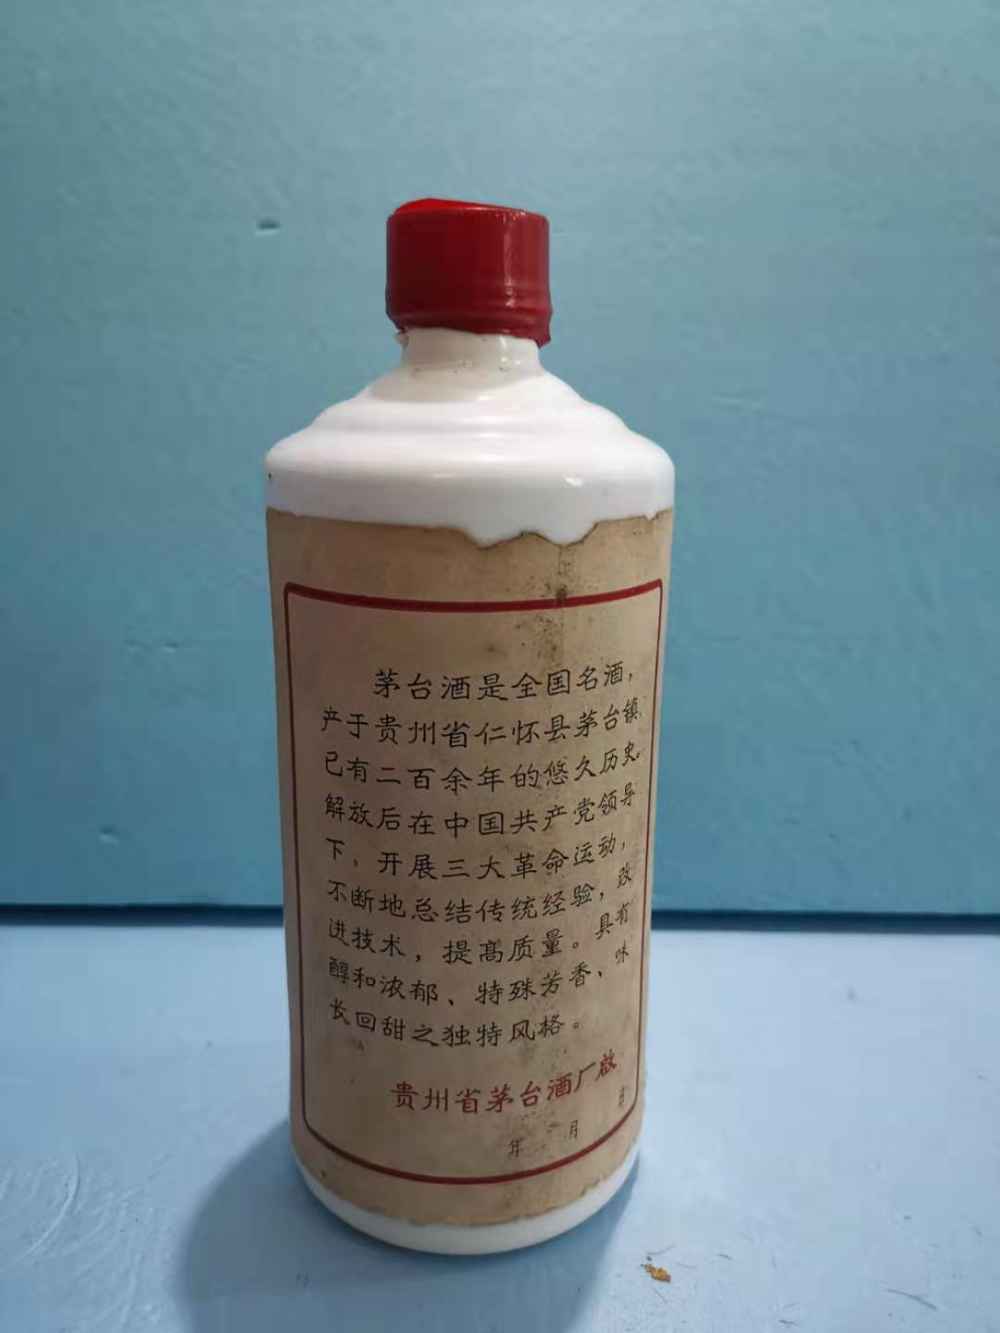 茅台酒是全国名酒，
产于贵州省仁怀县茅台镇，
已有二百余年的悠久历史。
解放后在中国共产党领导
下，开展三大革命运动，
不断地总结传统经验，改
进技术，提高质量。具有
醇和浓郁、特殊芳香、味
长回甜之独特风格。
贵州省茅台酒厂启
年 月 日